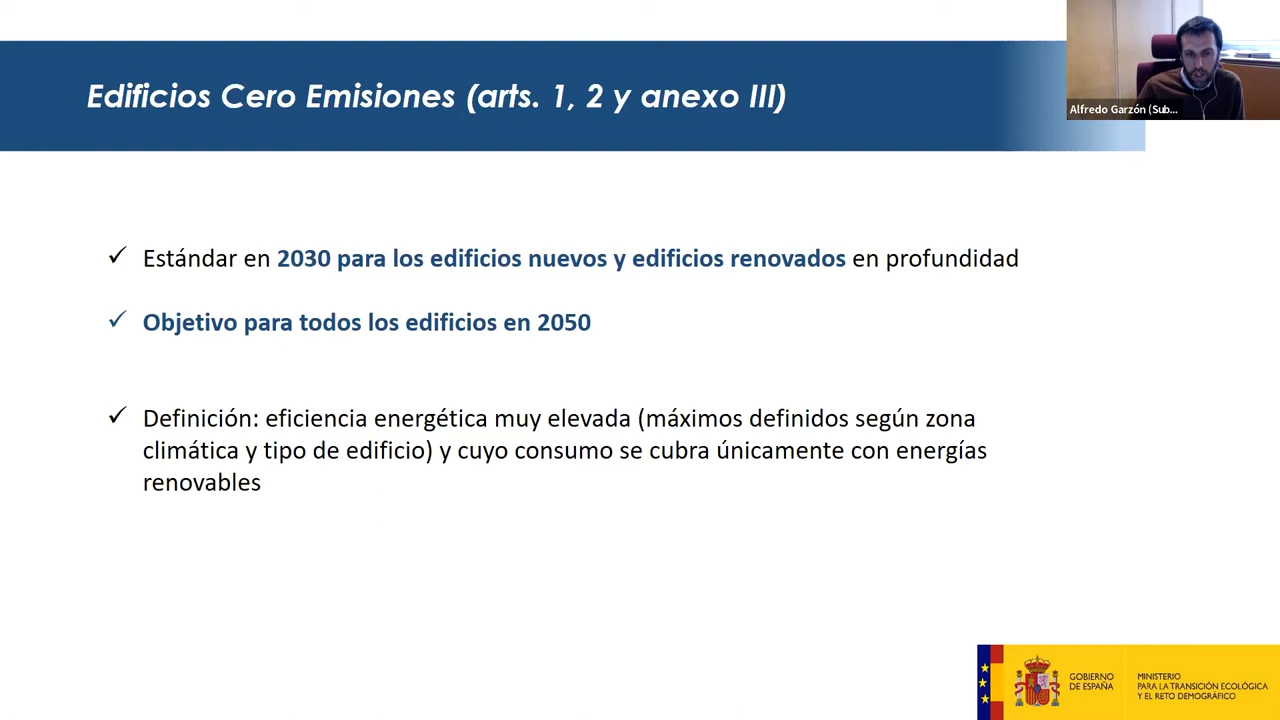 Edificios Cero Emisiones (arts. 1, 2 y anexo III)
Alfredo Garzón (Sub...
✓ Estándar en 2030 para los edificios nuevos y edificios renovados en profundidad
✓ Objetivo para todos los edificios en 2050
✓ Definición: eficiencia energética muy elevada (máximos definidos según zona
climática y tipo de edificio) y cuyo consumo se cubra únicamente con energías
renovables
GOBIERNO
DE ESPAÑA
MINISTERIO
PARA LA TRANSICIÓN ECOLÓGICA
Y EL RETO DEMOGRÁFICO